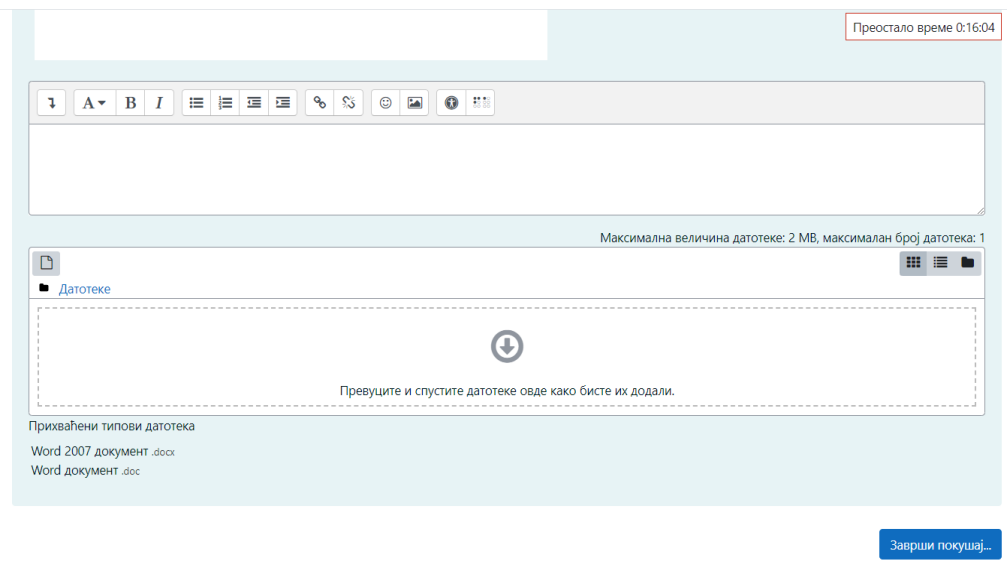 Преостало време 0:16:04
A B I
Максимална величина датотеке: 2 MB, максималан број датотека: 1
Датотеке
Превуците и спустите датотеке овде како бисте их додали.
Прихваћени типови датотека
Word 2007 документ .docx
Word документ .doc
Заврши покушај...